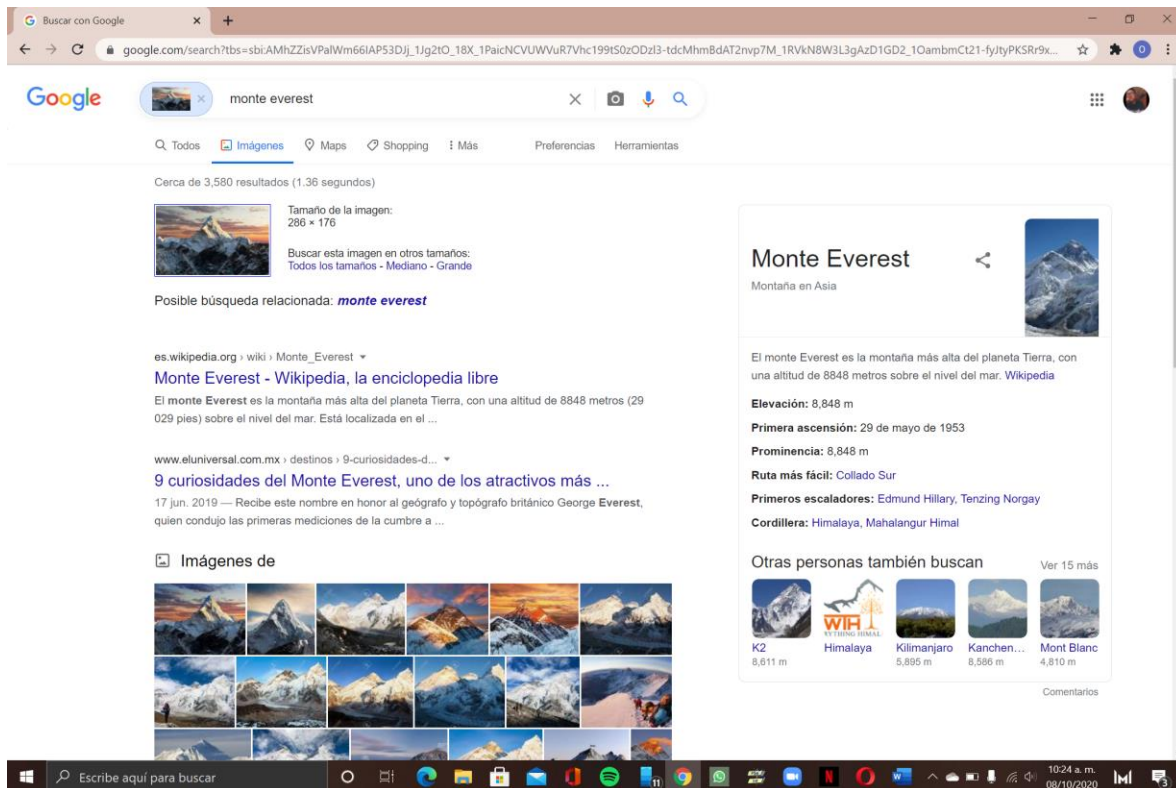 Buscar con Google
google.com/search?tbs=sbi:AMhZZisVPalWm66IAP53DJj_1Jg2tO_18X_1PaicNCVUWVuR7Vhc199tS0zODzl3-tdcMhmBdAT2nvp7M_1RVkN8W3L3gAzD1GD2_1OambmCt21-fyJtyPKSRr9x...
Google
monte everest
Todos Imágenes Maps Shopping Más Preferencias Herramientas
Cerca de 3,580 resultados (1.36 segundos)
Tamaño de la imagen:
286 × 176
Buscar esta imagen en otros tamaños:
Todos los tamaños - Mediano - Grande
Posible búsqueda relacionada: monte everest
es.wikipedia.org › wiki › Monte_Everest
Monte Everest - Wikipedia, la enciclopedia libre
El monte Everest es la montaña más alta del planeta Tierra, con una altitud de 8848 metros (29
029 pies) sobre el nivel del mar. Está localizada en el ...
www.eluniversal.com.mx › destinos › 9-curiosidades-d...
9 curiosidades del Monte Everest, uno de los atractivos más ...
17 jun. 2019 — Recibe este nombre en honor al geógrafo y topógrafo británico George Everest,
quien condujo las primeras mediciones de la cumbre a ...
Imágenes de
Monte Everest
Montaña en Asia
El monte Everest es la montaña más alta del planeta Tierra, con
una altitud de 8848 metros sobre el nivel del mar. Wikipedia
Elevación: 8,848 m
Primera ascensión: 29 de mayo de 1953
Prominencia: 8,848 m
Ruta más fácil: Collado Sur
Primeros escaladores: Edmund Hillary, Tenzing Norgay
Cordillera: Himalaya, Mahalangur Himal
Otras personas también buscan
Ver 15 más
WTH
K2 Himalaya Kilimanjaro Kanchen... Mont Blanc
8,611 m 5,895 m 8,586 m 4,810 m
Comentarios
Escribe aquí para buscar
10:24 a. m.
08/10/2020